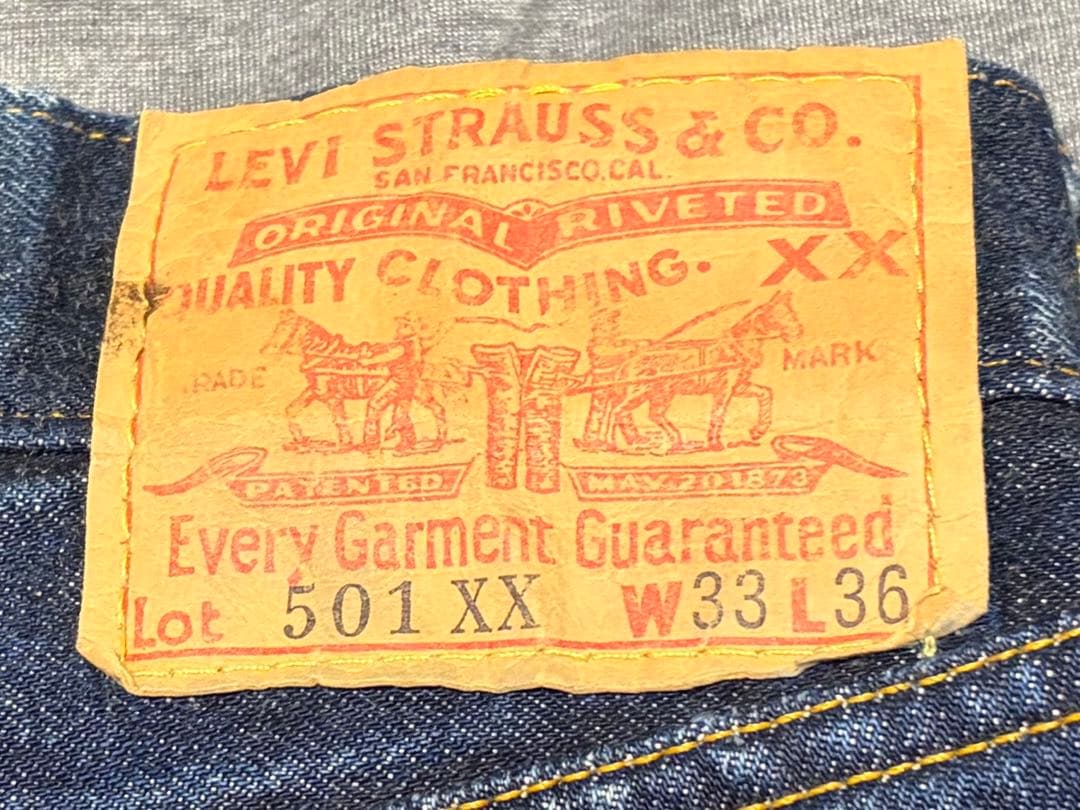 LEVI STRAUSS & CO.
SAN FRANCISCO, CAL.
ORIGINAL RIVETED
QUALITY CLOTHING. XX
TRADE MARK
PATENTED MAY.20.1873
Every Garment Guaranteed
Lot 501 XX W33 L36